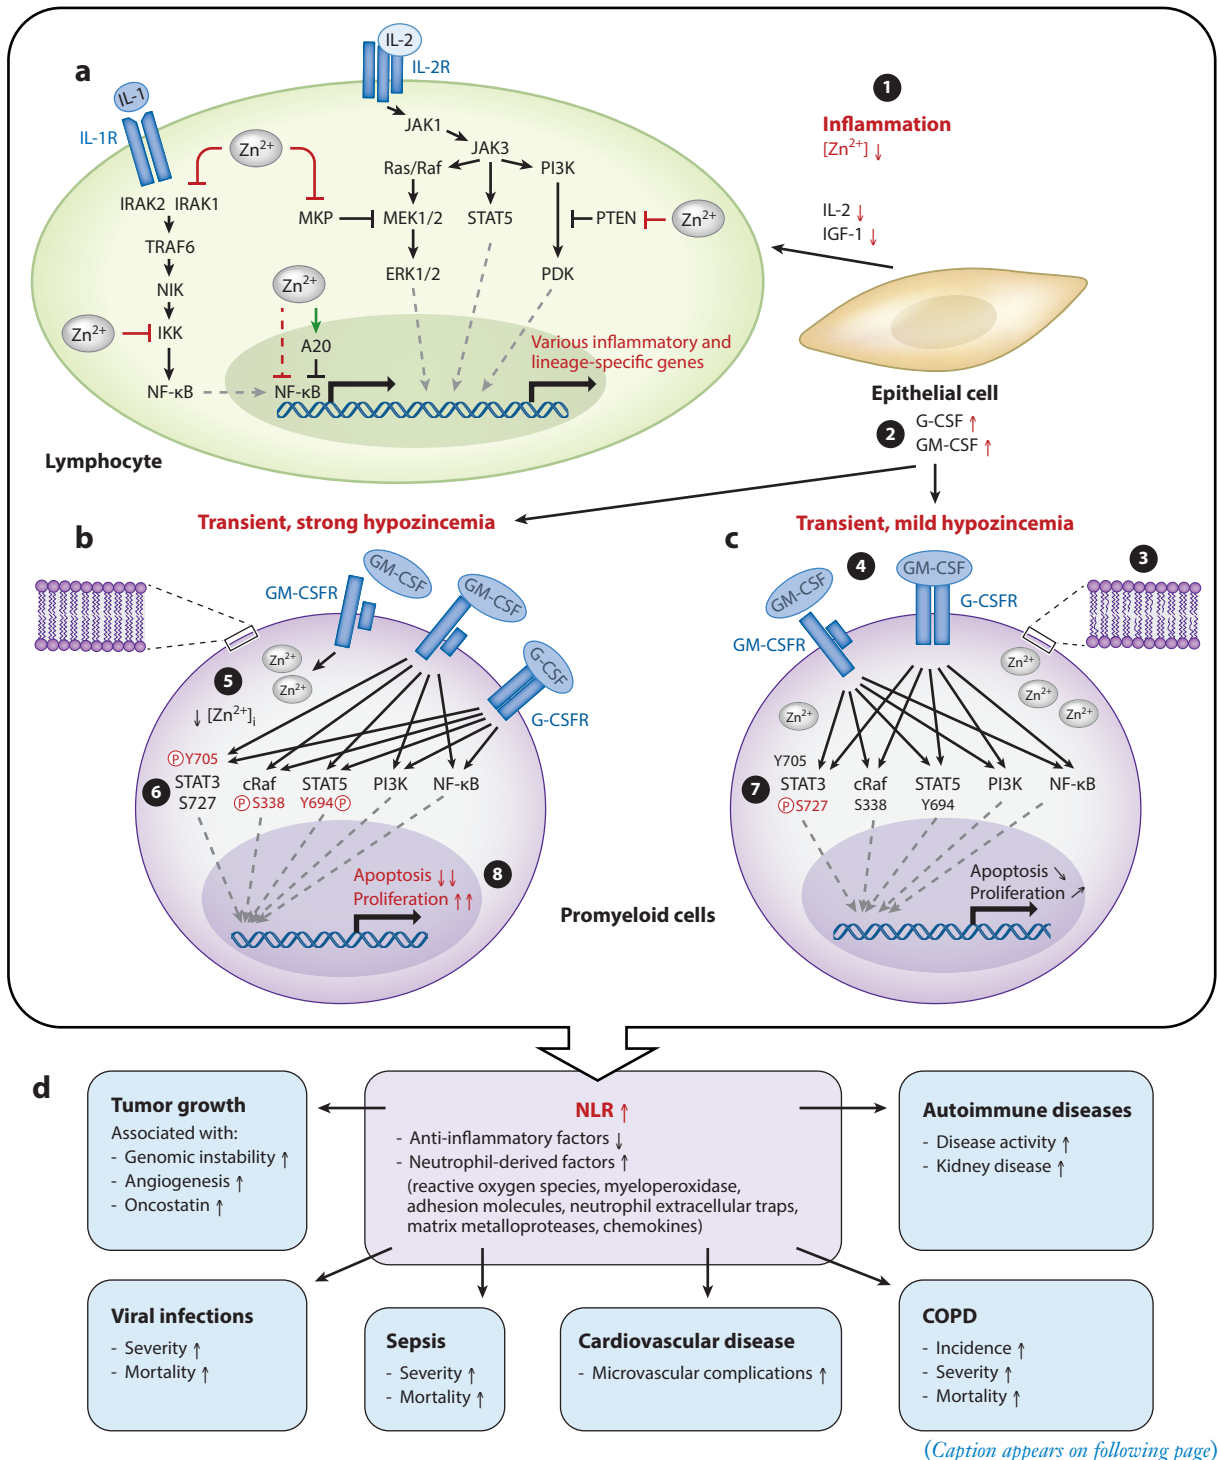 a
IL-2
IL-2R
IL-1
IL-1R
Zn2+
JAK1
JAK3
Ras/Raf
PI3K
IRAK2 IRAK1
MKP
MEK1/2
STAT5
PTEN
Zn2+
TRAF6
ERK1/2
PDK
NIK
Zn2+
Zn2+
IKK
A20
NF-κB
NF-κB
Various inflammatory and
lineage-specific genes
Lymphocyte
1
Inflammation
[Zn2+] ↓
IL-2 ↓
IGF-1 ↓
Epithelial cell
2
G-CSF ↑
GM-CSF ↑
Transient, strong hypozincemia
b
GM-CSFR
GM-CSF
GM-CSF
G-CSF
G-CSFR
Zn2+
Zn2+
5
↓ [Zn2+]i
P Y705
6
STAT3
S727
cRaf
P S338
STAT5
Y694 P
PI3K
NF-κB
8
Apoptosis ↓↓
Proliferation ↑↑
Promyeloid cells
Transient, mild hypozincemia
c
4
3
GM-CSF
GM-CSF
G-CSFR
GM-CSFR
Zn2+
Zn2+
Zn2+
Zn2+
7
Y705
STAT3
P S727
cRaf
S338
STAT5
Y694
PI3K
NF-κB
Apoptosis ↘
Proliferation ↗
d
Tumor growth
Associated with:
- Genomic instability ↑
- Angiogenesis ↑
- Oncostatin ↑
NLR ↑
- Anti-inflammatory factors ↓
- Neutrophil-derived factors ↑
(reactive oxygen species, myeloperoxidase,
adhesion molecules, neutrophil extracellular traps,
matrix metalloproteases, chemokines)
Autoimmune diseases
- Disease activity ↑
- Kidney disease ↑
Viral infections
- Severity ↑
- Mortality ↑
Sepsis
- Severity ↑
- Mortality ↑
Cardiovascular disease
- Microvascular complications ↑
COPD
- Incidence ↑
- Severity ↑
- Mortality ↑
(Caption appears on following page)